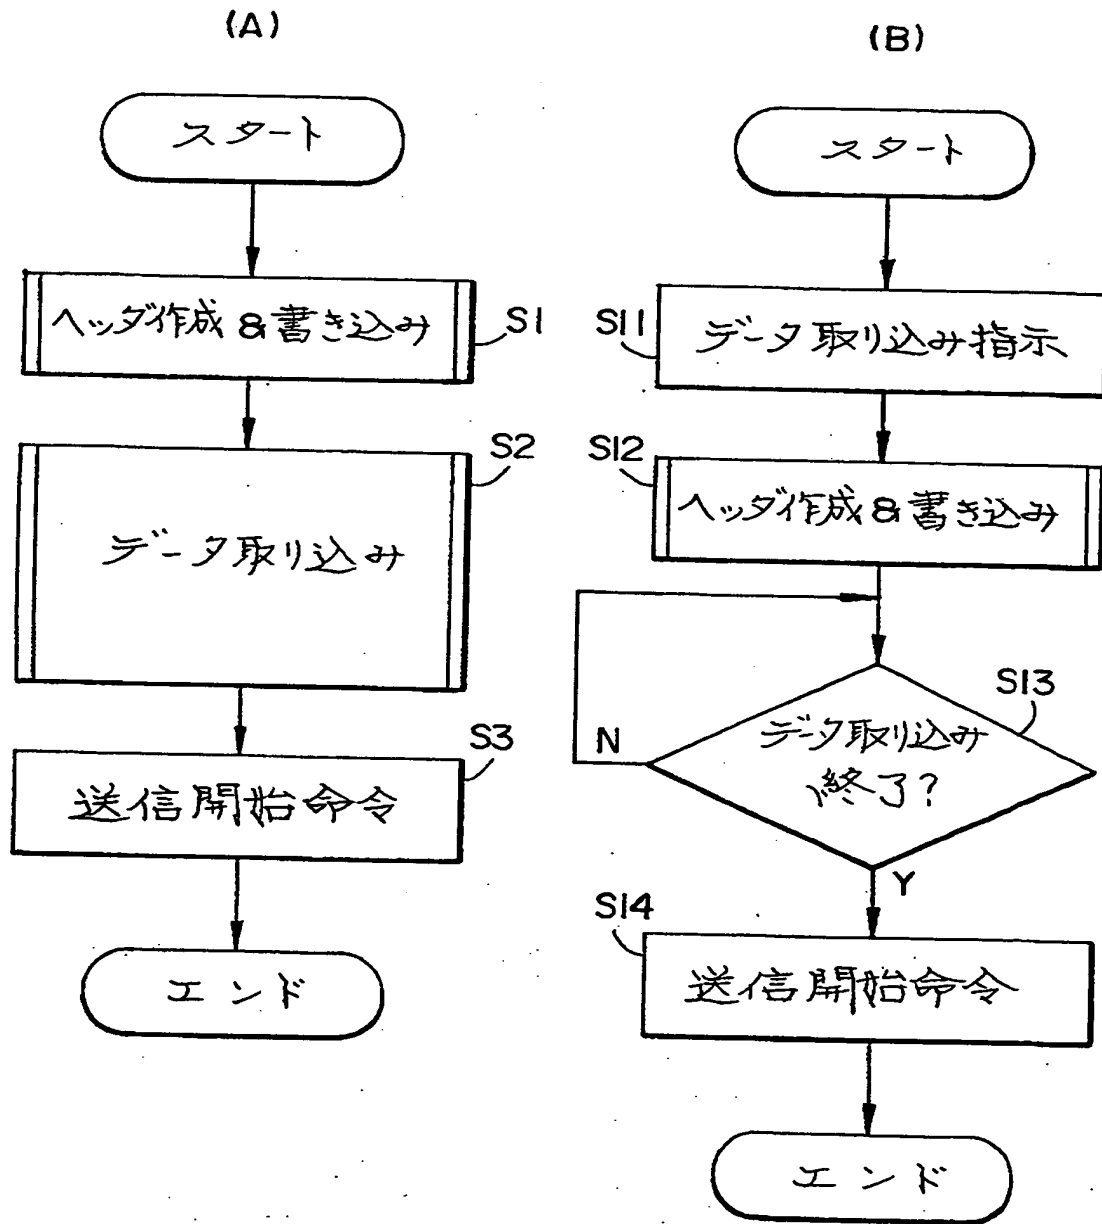 (A)
スタート
ヘッダ作成&書き込み
S1
データ取り込み
S2
送信開始命令
S3
エンド
(B)
スタート
データ取り込み指示
S11
ヘッダ作成&書き込み
S12
データ取り込み
終了?
S13
N
Y
送信開始命令
S14
エンド